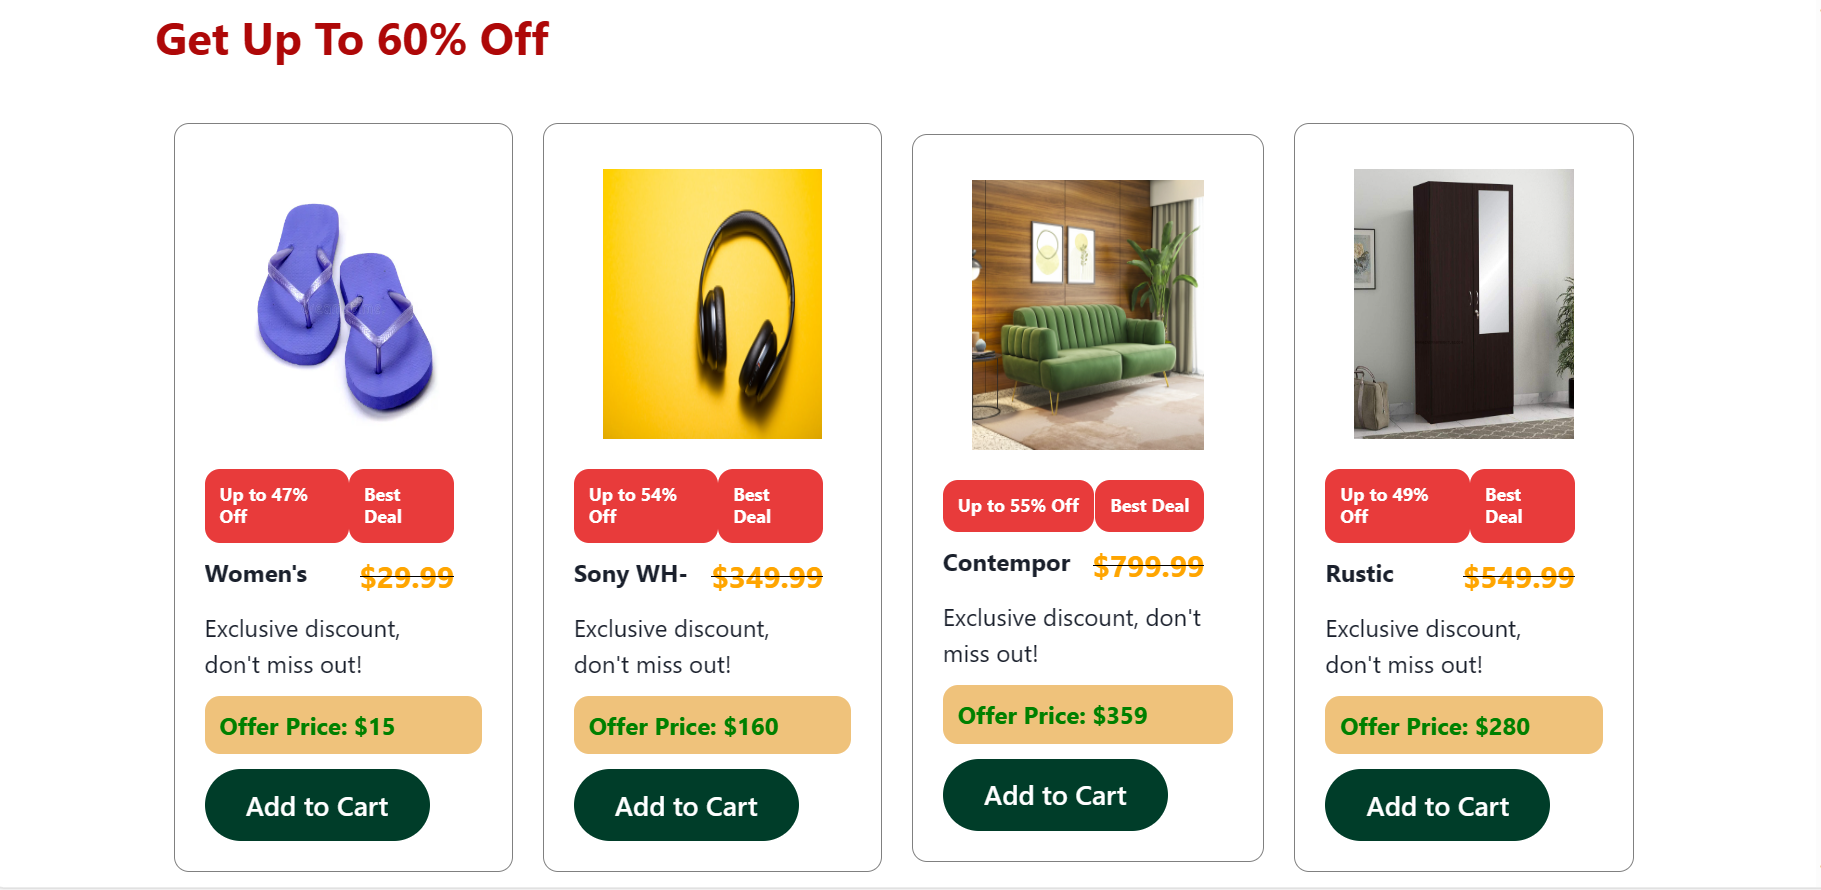 Get Up To 60% Off
Up to 47%
Off
Best
Deal
Women's
$29.99
Exclusive discount,
don't miss out!
Offer Price: $15
Add to Cart
Up to 54%
Off
Best
Deal
Sony WH-
$349.99
Exclusive discount,
don't miss out!
Offer Price: $160
Add to Cart
Up to 55% Off
Best Deal
Contempor
$799.99
Exclusive discount, don't
miss out!
Offer Price: $359
Add to Cart
Up to 49%
Off
Best
Deal
Rustic
$549.99
Exclusive discount,
don't miss out!
Offer Price: $280
Add to Cart